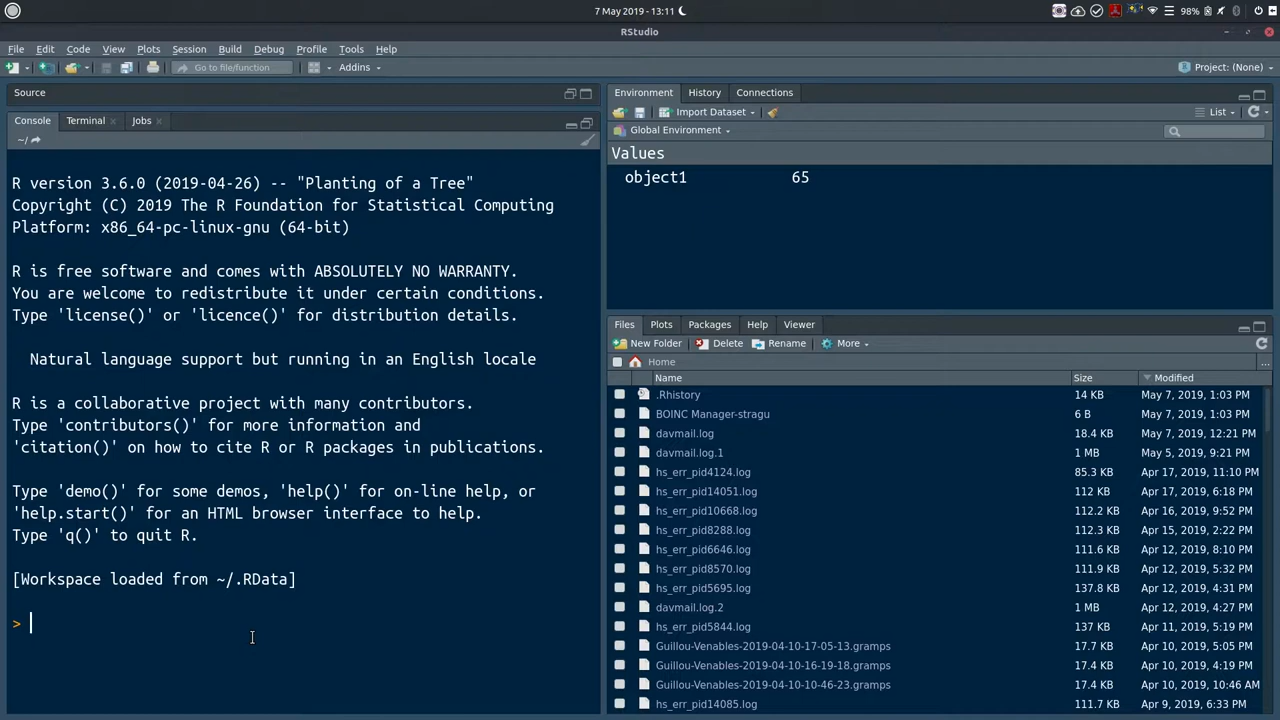 7 May 2019 - 13:11
98%
RStudio
File Edit Code View Plots Session Build Debug Profile Tools Help
Go to file/function Addins Project: (None)
Source
Console Terminal Jobs
~/
R version 3.6.0 (2019-04-26) -- "Planting of a Tree"
Copyright (C) 2019 The R Foundation for Statistical Computing
Platform: x86_64-pc-linux-gnu (64-bit)
R is free software and comes with ABSOLUTELY NO WARRANTY.
You are welcome to redistribute it under certain conditions.
Type 'license()' or 'licence()' for distribution details.
Natural language support but running in an English locale
R is a collaborative project with many contributors.
Type 'contributors()' for more information and
'citation()' on how to cite R or R packages in publications.
Type 'demo()' for some demos, 'help()' for on-line help, or
'help.start()' for an HTML browser interface to help.
Type 'q()' to quit R.
[Workspace loaded from ~/.RData]
>
Environment History Connections
Import Dataset List
Global Environment
Values
object1 65
Files Plots Packages Help Viewer
New Folder Delete Rename More
Home ...
Name Size Modified
.Rhistory 14 KB May 7, 2019, 1:03 PM
BOINC Manager-stragu 6 B May 7, 2019, 1:03 PM
davmail.log 18.4 KB May 7, 2019, 12:21 PM
davmail.log.1 1 MB May 5, 2019, 9:21 PM
hs_err_pid4124.log 85.3 KB Apr 17, 2019, 11:10 PM
hs_err_pid14051.log 112 KB Apr 17, 2019, 6:18 PM
hs_err_pid10668.log 112.2 KB Apr 16, 2019, 9:52 PM
hs_err_pid8288.log 112.3 KB Apr 15, 2019, 2:22 PM
hs_err_pid6646.log 111.6 KB Apr 12, 2019, 8:10 PM
hs_err_pid8570.log 111.9 KB Apr 12, 2019, 5:32 PM
hs_err_pid5695.log 137.8 KB Apr 12, 2019, 4:31 PM
davmail.log.2 1 MB Apr 12, 2019, 4:27 PM
hs_err_pid5844.log 137 KB Apr 11, 2019, 5:19 PM
Guillou-Venables-2019-04-10-17-05-13.gramps 17.7 KB Apr 10, 2019, 5:05 PM
Guillou-Venables-2019-04-10-16-19-18.gramps 17.4 KB Apr 10, 2019, 4:19 PM
Guillou-Venables-2019-04-10-10-46-23.gramps 17.4 KB Apr 10, 2019, 10:46 AM
hs_err_pid14085.log 111.7 KB Apr 9, 2019, 6:33 PM